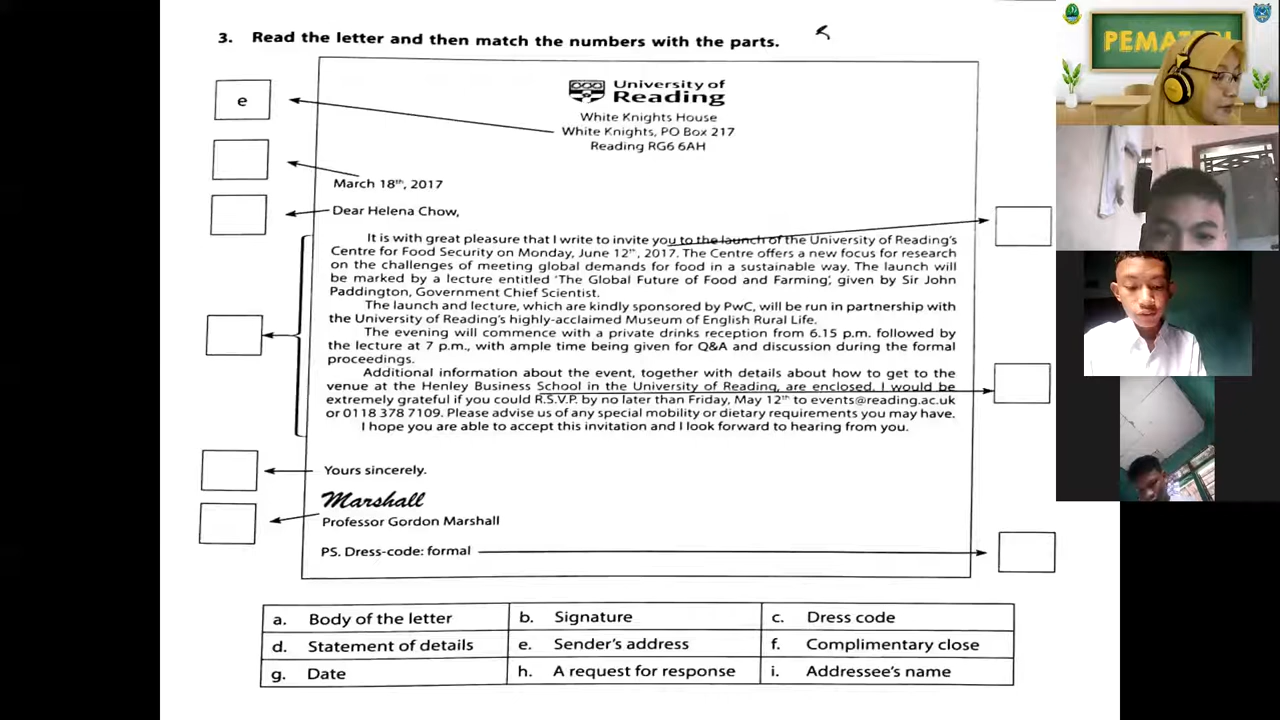 3. Read the letter and then match the numbers with the parts.
PEMATERI
University of
Reading
e
White Knights House
White Knights, PO Box 217
Reading RG6 6AH
March 18th, 2017
Dear Helena Chow,
It is with great pleasure that I write to invite you to the launch of the University of Reading's
Centre for Food Security on Monday, June 12th, 2017. The Centre offers a new focus for research
on the challenges of meeting global demands for food in a sustainable way. The launch will
be marked by a lecture entitled 'The Global Future of Food and Farming', given by Sir John
Paddington, Government Chief Scientist.
The launch and lecture, which are kindly sponsored by PwC, will be run in partnership with
the University of Reading's highly-acclaimed Museum of English Rural Life.
The evening will commence with a private drinks reception from 6.15 p.m. followed by
the lecture at 7 p.m., with ample time being given for Q&A and discussion during the formal
proceedings.
Additional information about the event, together with details about how to get to the
venue at the Henley Business School in the University of Reading, are enclosed. I would be
extremely grateful if you could R.S.V.P. by no later than Friday, May 12th to events@reading.ac.uk
or 0118 378 7109. Please advise us of any special mobility or dietary requirements you may have.
I hope you are able to accept this invitation and I look forward to hearing from you.
Yours sincerely.
Marshall
Professor Gordon Marshall
PS. Dress-code: formal
a. Body of the letter b. Signature c. Dress code
d. Statement of details e. Sender's address f. Complimentary close
g. Date h. A request for response i. Addressee's name